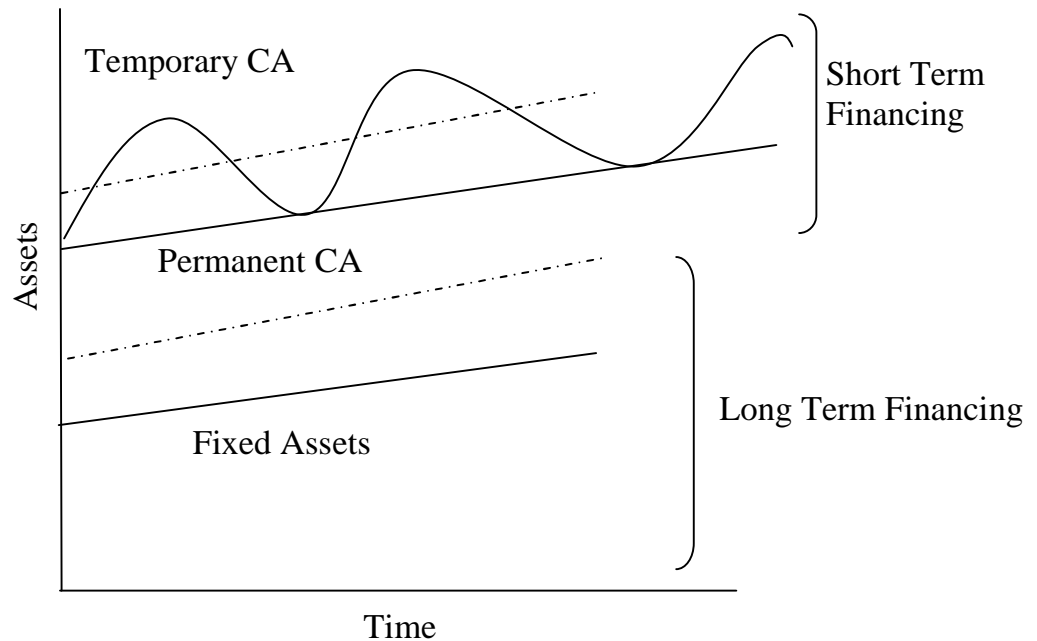 Temporary CA
Short Term
Financing
Assets
Permanent CA
Long Term Financing
Fixed Assets
Time